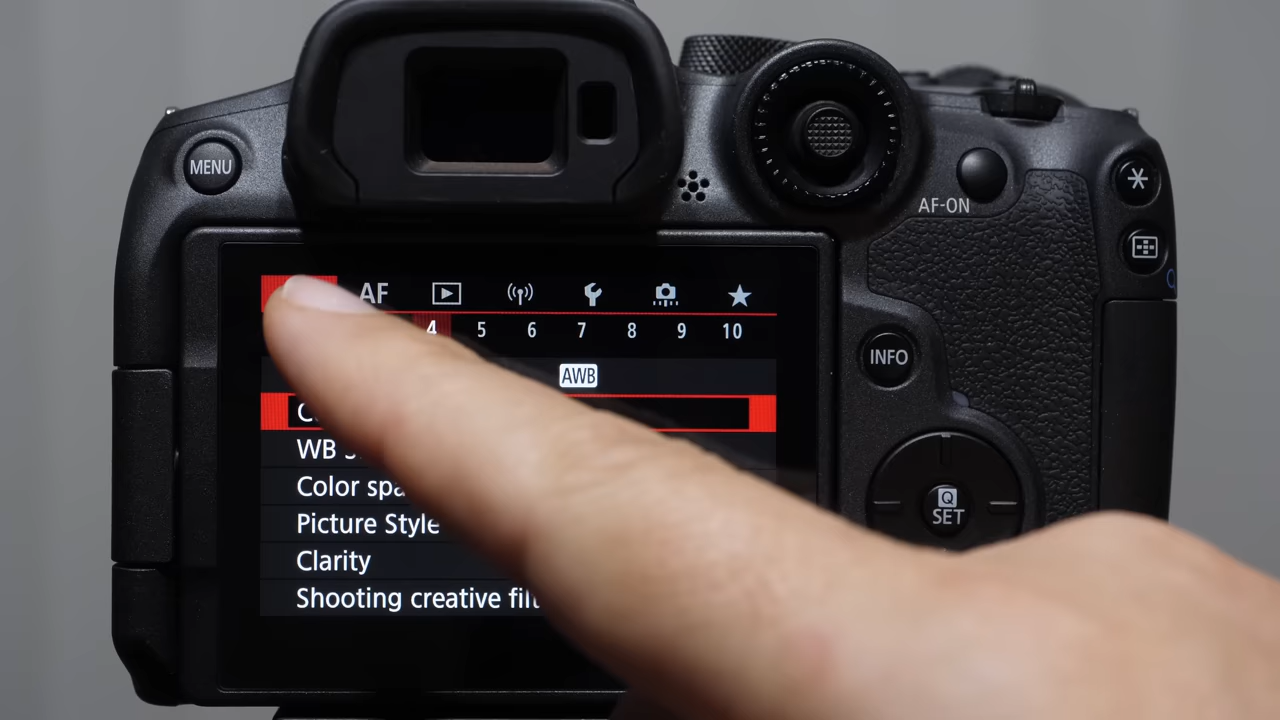 MENU
AF-ON
AF
4 5 6 7 8 9 10
INFO
AWB
WB
Color spa
Picture Style
Q
SET
Clarity
Shooting creative filt